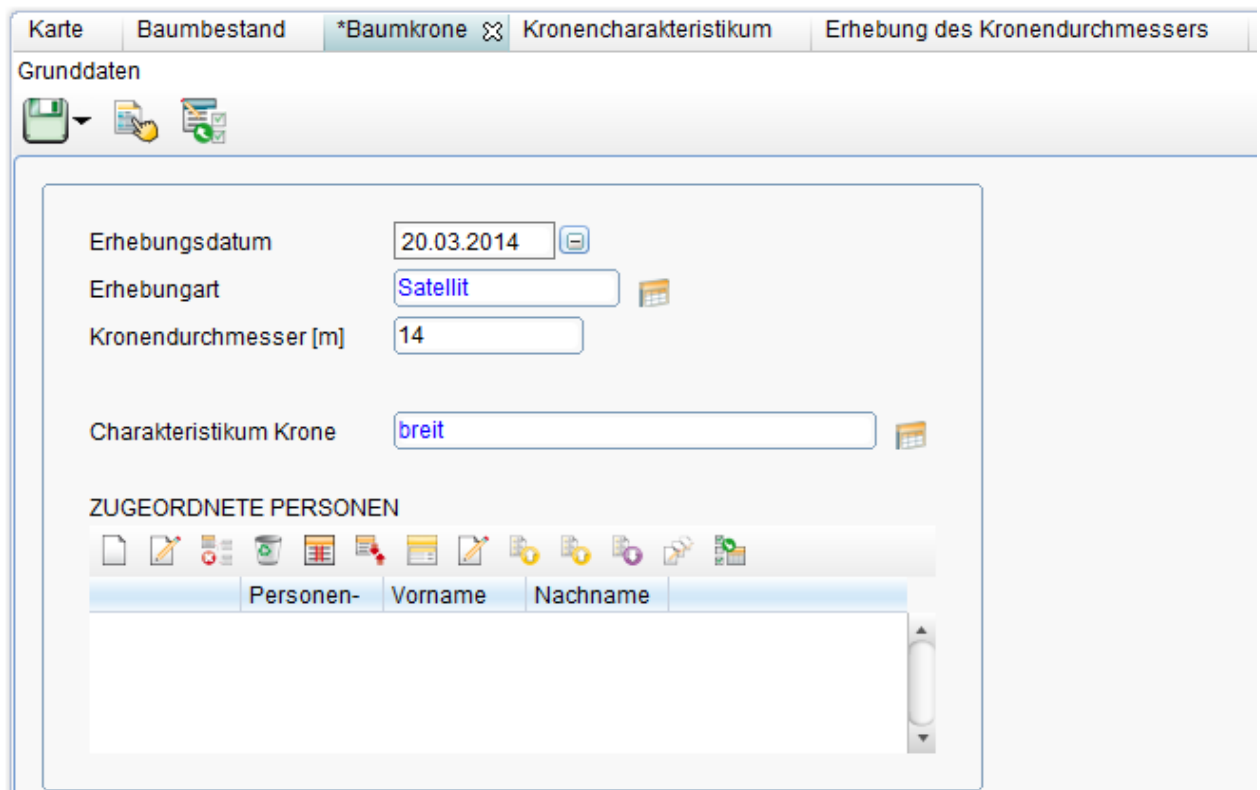 Karte Baumbestand *Baumkrone Kronencharakteristikum Erhebung des Kronendurchmessers
Grunddaten
Erhebungsdatum 20.03.2014
Erhebungart Satellit
Kronendurchmesser [m] 14
Charakteristikum Krone breit
ZUGEORDNETE PERSONEN
Personen- Vorname Nachname